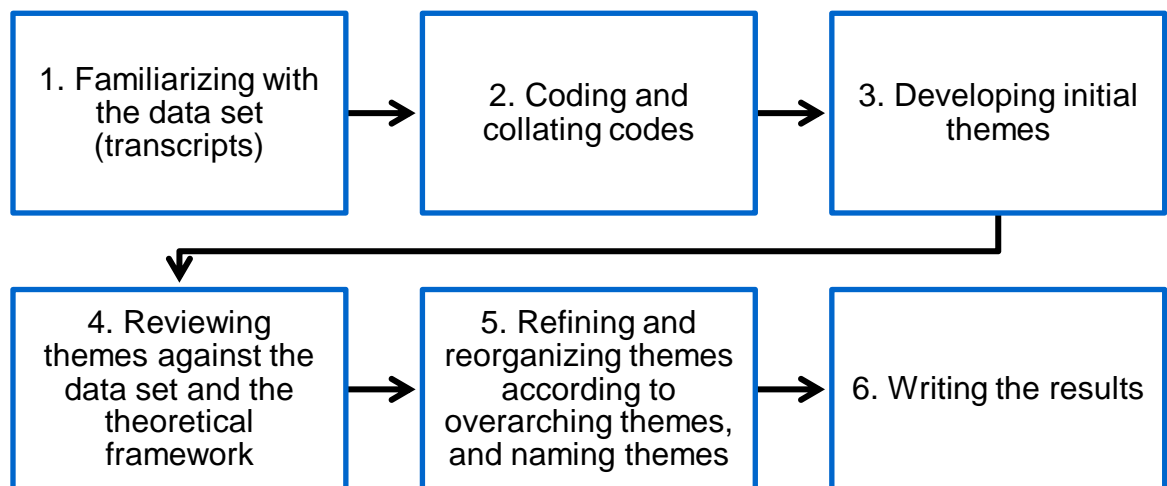 1. Familiarizing with
the data set
(transcripts)
2. Coding and
collating codes
3. Developing initial
themes
4. Reviewing
themes against the
data set and the
theoretical
framework
5. Refining and
reorganizing themes
according to
overarching themes,
and naming themes
6. Writing the results